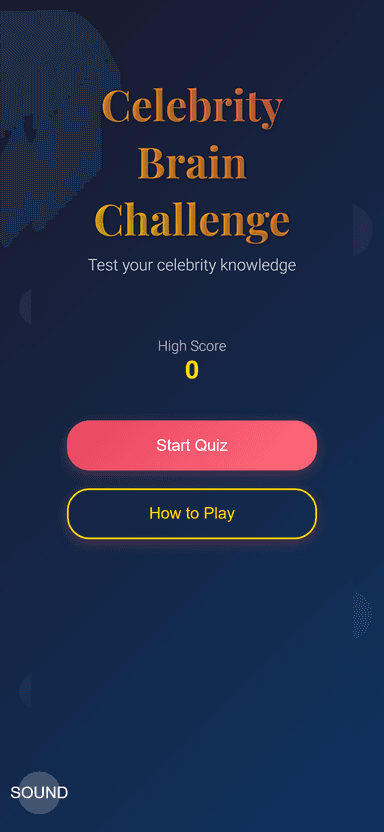 Celebrity
Brain
Challenge
Test your celebrity knowledge
High Score
0
Start Quiz
How to Play
SOUND